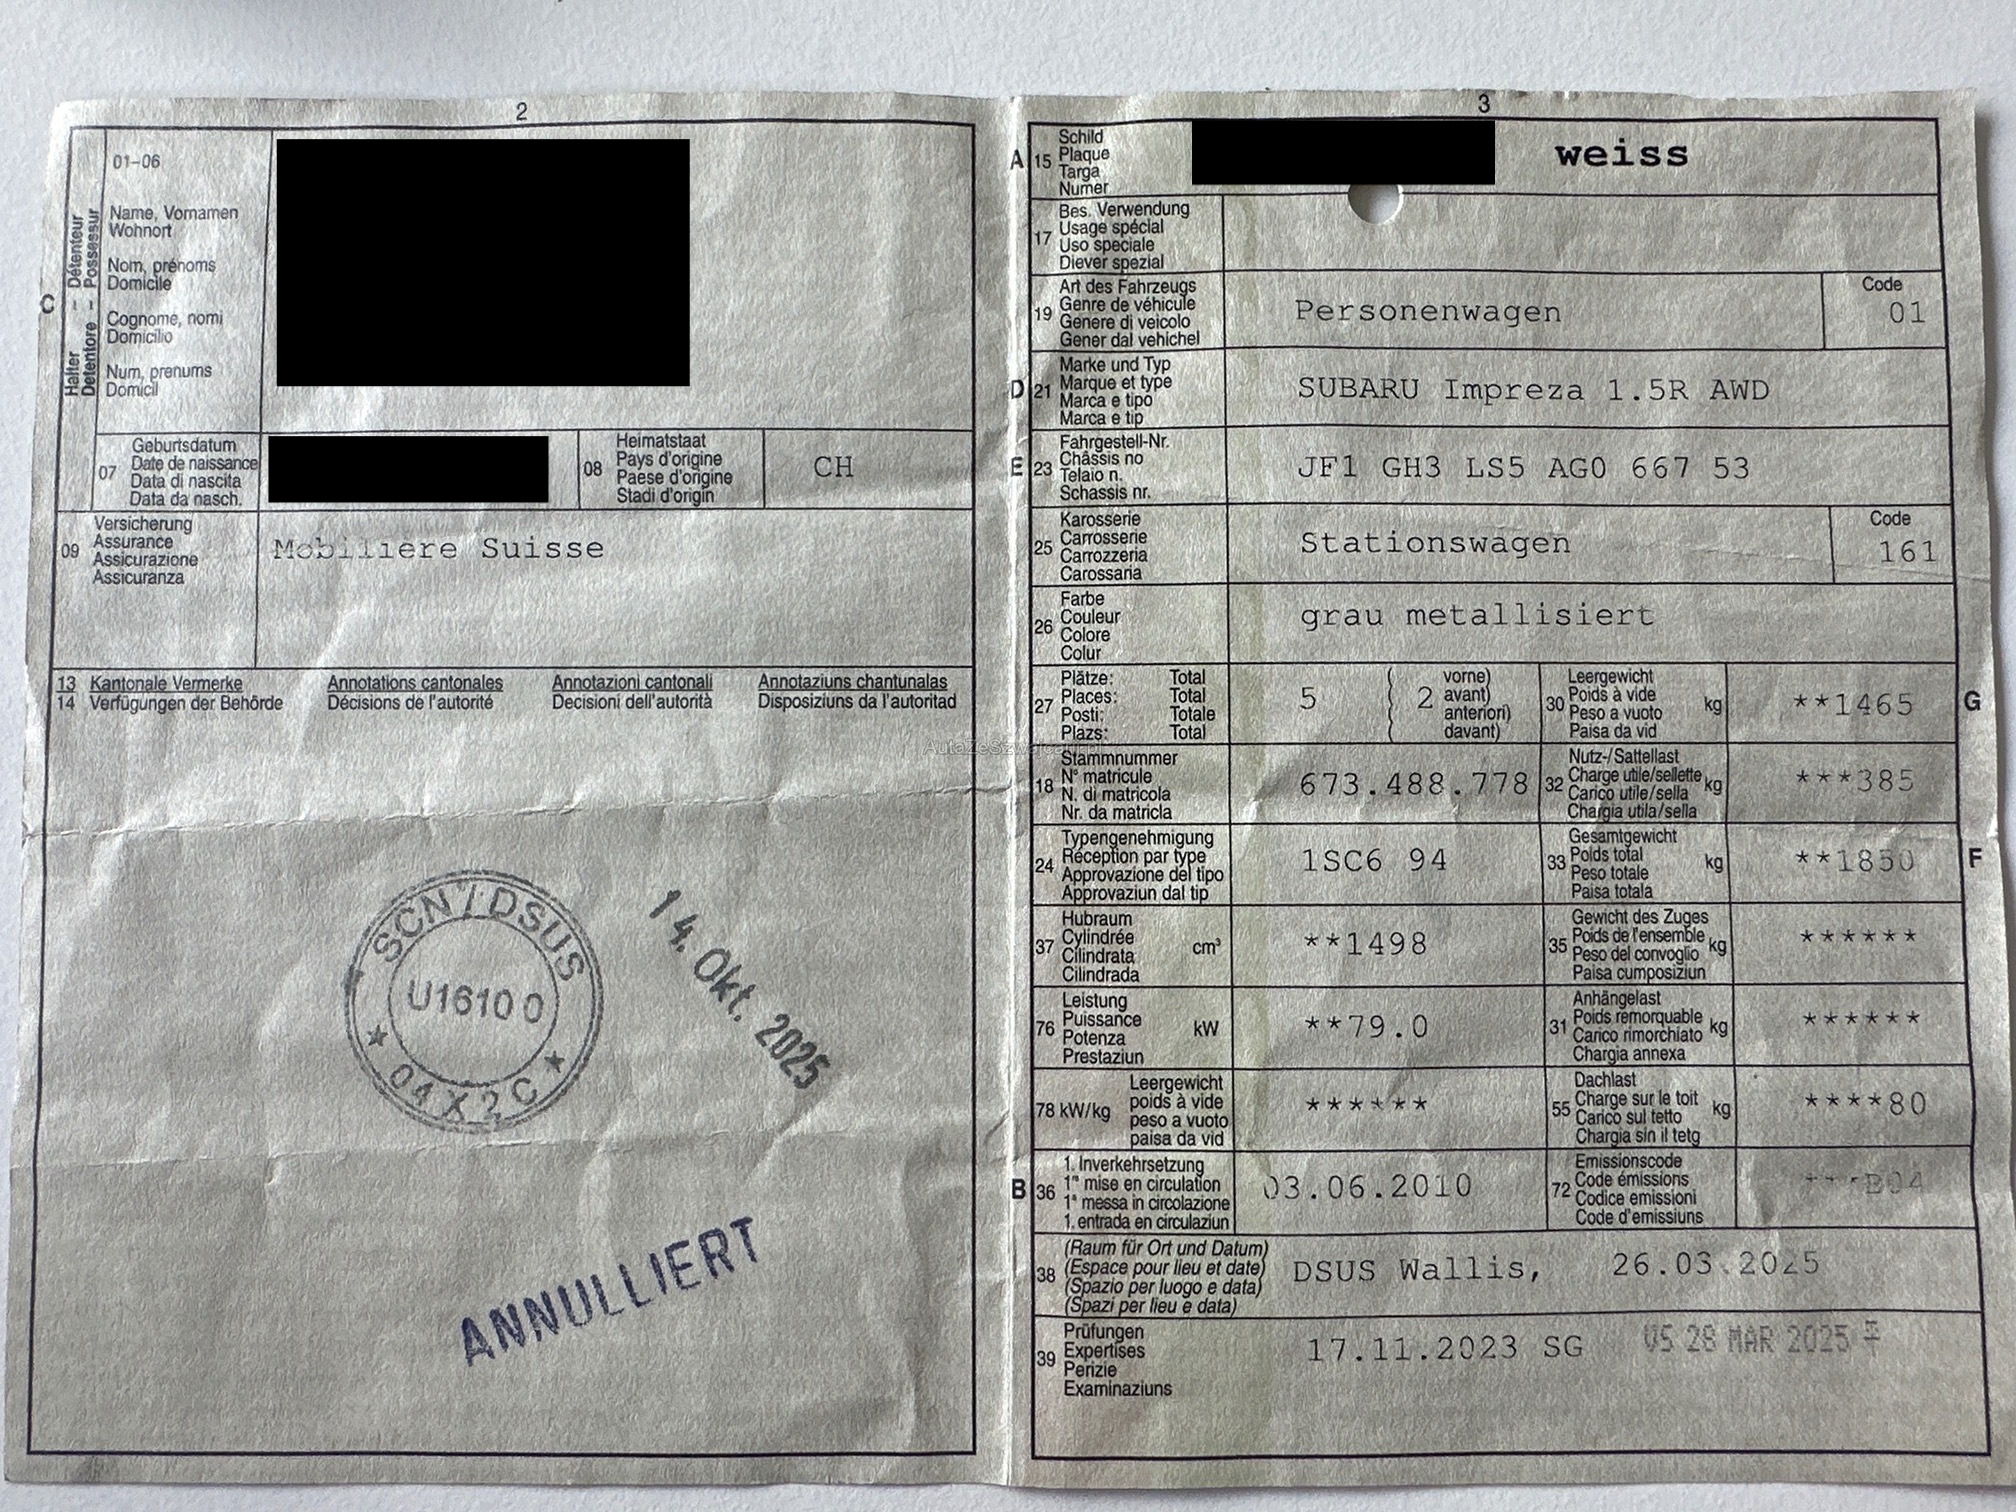 2
01-06
Name, Vornamen
Wohnort
Nom, prénoms
Domicile
Cognome, nomi
Domicilio
Num, prenums
Domicil
C
Halter – Détenteur
Detentore – Possessur
07
Geburtsdatum
Date de naissance
Data di nascita
Data da nasch.
08
Heimatstaat
Pays d'origine
Paese d'origine
Stadi d'origin
CH
09
Versicherung
Assurance
Assicurazione
Assicuranza
Mobiliere Suisse
13 Kantonale Vermerke Annotations cantonales Annotazioni cantonali Annotaziuns chantunalas
14 Verfügungen der Behörde Décisions de l'autorité Decisioni dell'autorità Disposiziuns da l'autoritad
SCN / DSUS
U16100
04X2C
14. Okt. 2025
ANNULLIERT
3
A 15
Schild
Plaque
Targa
Numer
weiss
17
Bes. Verwendung
Usage spécial
Uso speciale
Diever spezial
19
Art des Fahrzeugs
Genre de véhicule
Genere di veicolo
Gener dal vehichel
Personenwagen
Code
01
D 21
Marke und Typ
Marque et type
Marca e tipo
Marca e tip
SUBARU Impreza 1.5R AWD
E 23
Fahrgestell-Nr.
Châssis no
Telaio n.
Schassis nr.
JF1 GH3 LS5 AG0 667 53
25
Karosserie
Carrosserie
Carrozzeria
Carossaria
Stationswagen
Code
161
26
Farbe
Couleur
Colore
Colur
grau metallisiert
27
Plätze: Total
Places: Total
Posti: Totale
Plazs: Total
5
2
vorne)
avant)
anteriori)
davant)
30
Leergewicht
Poids à vide
Peso a vuoto
Paisa da vid
kg
**1465
G
18
Stammnummer
N° matricule
N. di matricola
Nr. da matricla
673.488.778
32
Nutz-/Sattellast
Charge utile/sellette
Carico utile/sella
Chargia utila/sella
kg
***385
24
Typengenehmigung
Réception par type
Approvazione del tipo
Approvaziun dal tip
1SC6 94
33
Gesamtgewicht
Poids total
Peso totale
Paisa totala
kg
**1850
F
37
Hubraum
Cylindrée
Cilindrata
Cilindrada
cm³
**1498
35
Gewicht des Zuges
Poids de l'ensemble
Peso del convoglio
Paisa cumposiziun
kg
******
76
Leistung
Puissance
Potenza
Prestaziun
kW
**79.0
31
Anhängelast
Poids remorquable
Carico rimorchiato
Chargia annexa
kg
******
78 kW/kg
Leergewicht
poids à vide
peso a vuoto
paisa da vid
******
55
Dachlast
Charge sur le toit
Carico sul tetto
Chargia sin il tetg
kg
****80
B 36
1. Inverkehrsetzung
1re mise en circulation
1a messa in circolazione
1. entrada en circulaziun
03.06.2010
72
Emissionscode
Code émissions
Codice emissioni
Code d'emissiuns
***B04
38
(Raum für Ort und Datum)
(Espace pour lieu et date)
(Spazio per luogo e data)
(Spazi per lieu e data)
DSUS Wallis, 26.03.2025
39
Prüfungen
Expertises
Perizie
Examinaziuns
17.11.2023 SG
VS 28 MAR 2025